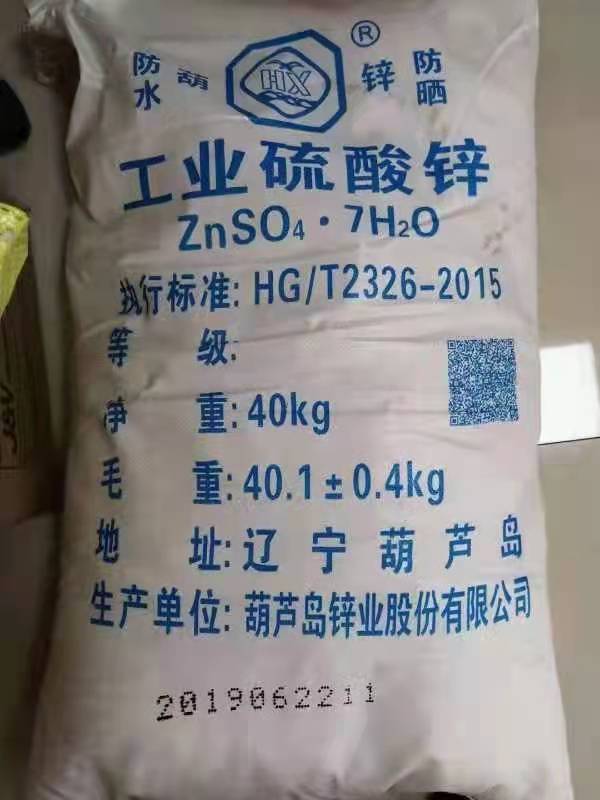 防水 葫 HX ® 锌 防晒
工业硫酸锌
ZnSO₄·7H₂O
执行标准: HG/T2326-2015
等 级:
净 重: 40kg
毛 重: 40.1±0.4kg
地 址: 辽宁葫芦岛
生产单位: 葫芦岛锌业股份有限公司
2019062211